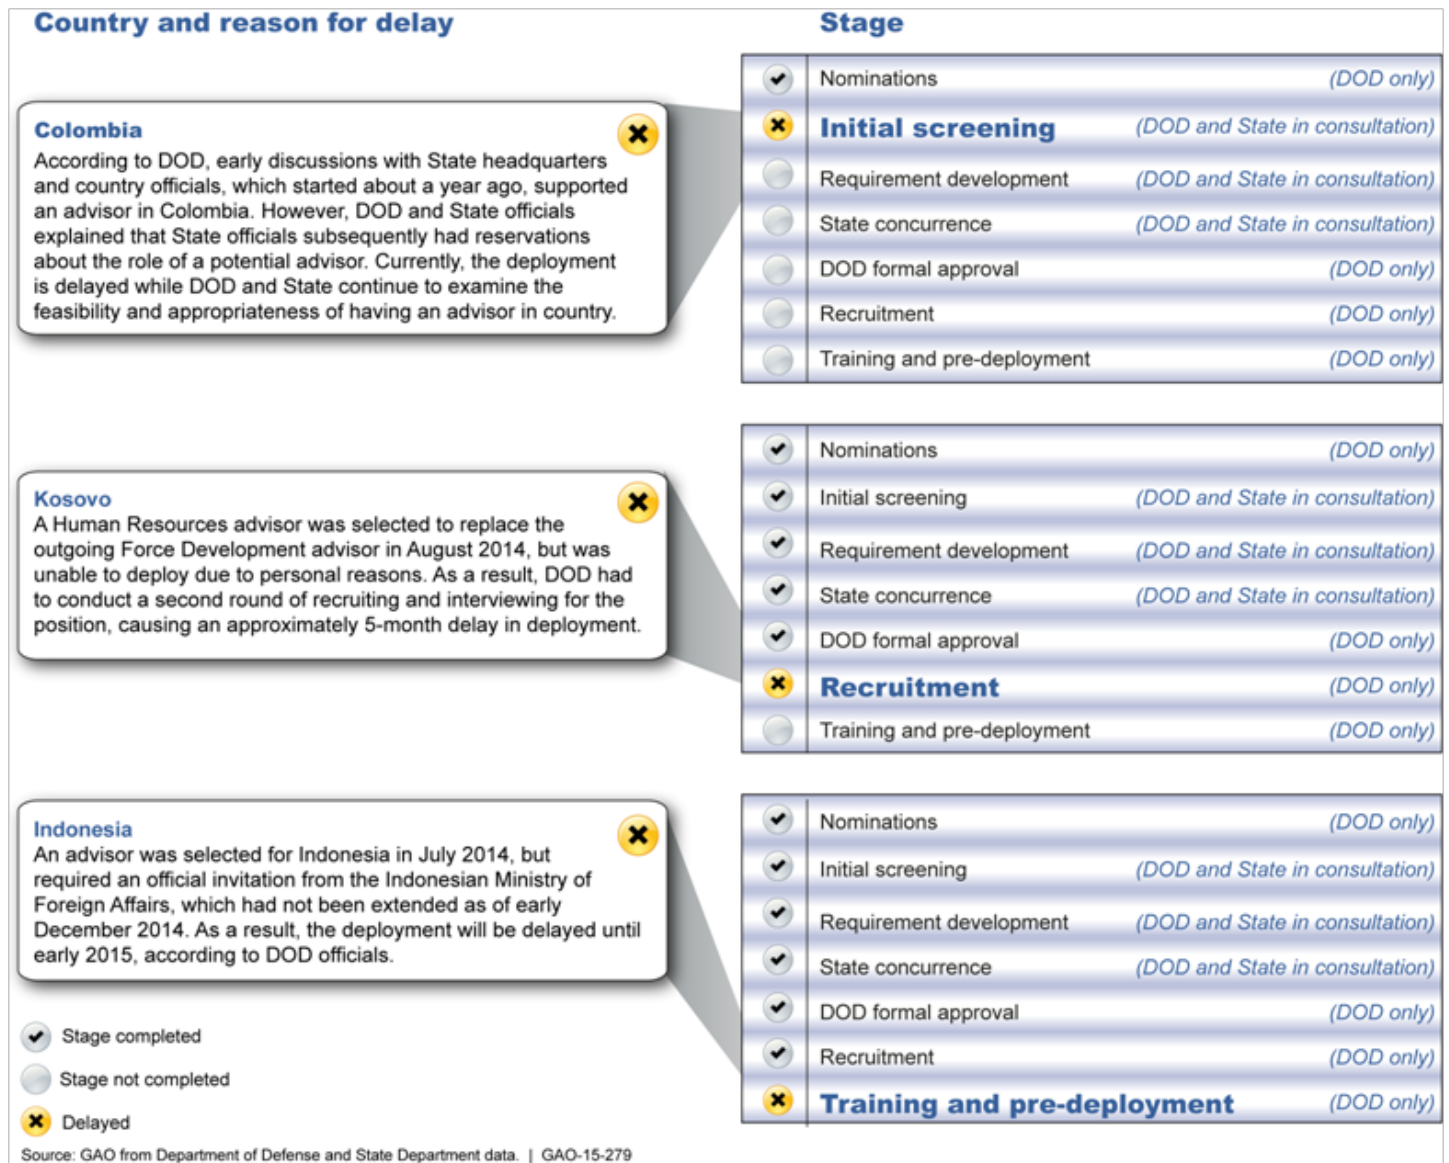 Country and reason for delay
Stage
Colombia
According to DOD, early discussions with State headquarters
and country officials, which started about a year ago, supported
an advisor in Colombia. However, DOD and State officials
explained that State officials subsequently had reservations
about the role of a potential advisor. Currently, the deployment
is delayed while DOD and State continue to examine the
feasibility and appropriateness of having an advisor in country.
Nominations (DOD only)
Initial screening (DOD and State in consultation)
Requirement development (DOD and State in consultation)
State concurrence (DOD and State in consultation)
DOD formal approval (DOD only)
Recruitment (DOD only)
Training and pre-deployment (DOD only)
Kosovo
A Human Resources advisor was selected to replace the
outgoing Force Development advisor in August 2014, but was
unable to deploy due to personal reasons. As a result, DOD had
to conduct a second round of recruiting and interviewing for the
position, causing an approximately 5-month delay in deployment.
Nominations (DOD only)
Initial screening (DOD and State in consultation)
Requirement development (DOD and State in consultation)
State concurrence (DOD and State in consultation)
DOD formal approval (DOD only)
Recruitment (DOD only)
Training and pre-deployment (DOD only)
Indonesia
An advisor was selected for Indonesia in July 2014, but
required an official invitation from the Indonesian Ministry of
Foreign Affairs, which had not been extended as of early
December 2014. As a result, the deployment will be delayed until
early 2015, according to DOD officials.
Nominations (DOD only)
Initial screening (DOD and State in consultation)
Requirement development (DOD and State in consultation)
State concurrence (DOD and State in consultation)
DOD formal approval (DOD only)
Recruitment (DOD only)
Training and pre-deployment (DOD only)
Stage completed
Stage not completed
Delayed
Source: GAO from Department of Defense and State Department data. | GAO-15-279